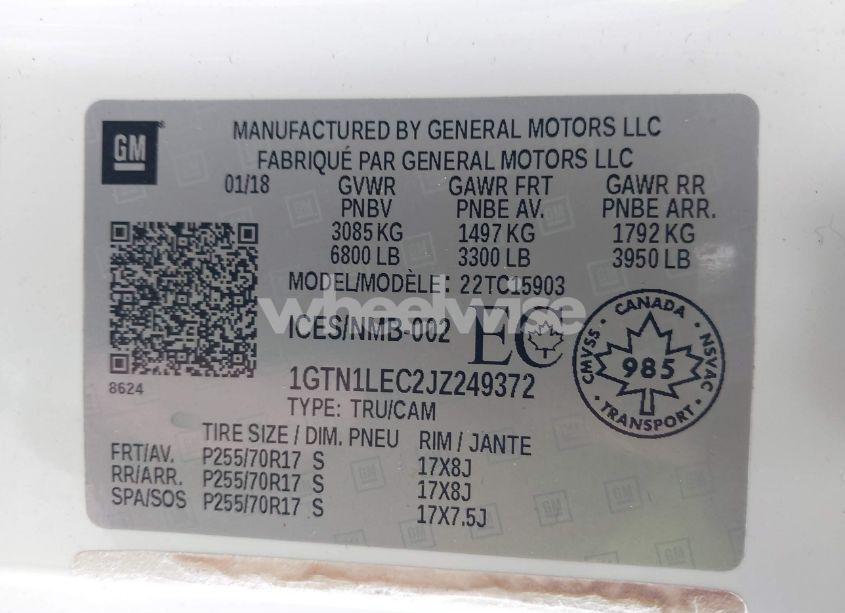 GM
MANUFACTURED BY GENERAL MOTORS LLC
FABRIQUÉ PAR GENERAL MOTORS LLC
01/18 GVWR GAWR FRT GAWR RR
PNBV PNBE AV. PNBE ARR.
3085 KG 1497 KG 1792 KG
6800 LB 3300 LB 3950 LB
MODEL/MODÈLE: 22TC15903
wheelwise
ICES/NMB-002 EC
CANADA
CMVSS 985 NSVAC
TRANSPORT
8624
1GTN1LEC2JZ249372
TYPE: TRU/CAM
TIRE SIZE / DIM. PNEU RIM / JANTE
FRT/AV. P255/70R17 S 17X8J
RR/ARR. P255/70R17 S 17X8J
SPA/SOS P255/70R17 S 17X7.5J